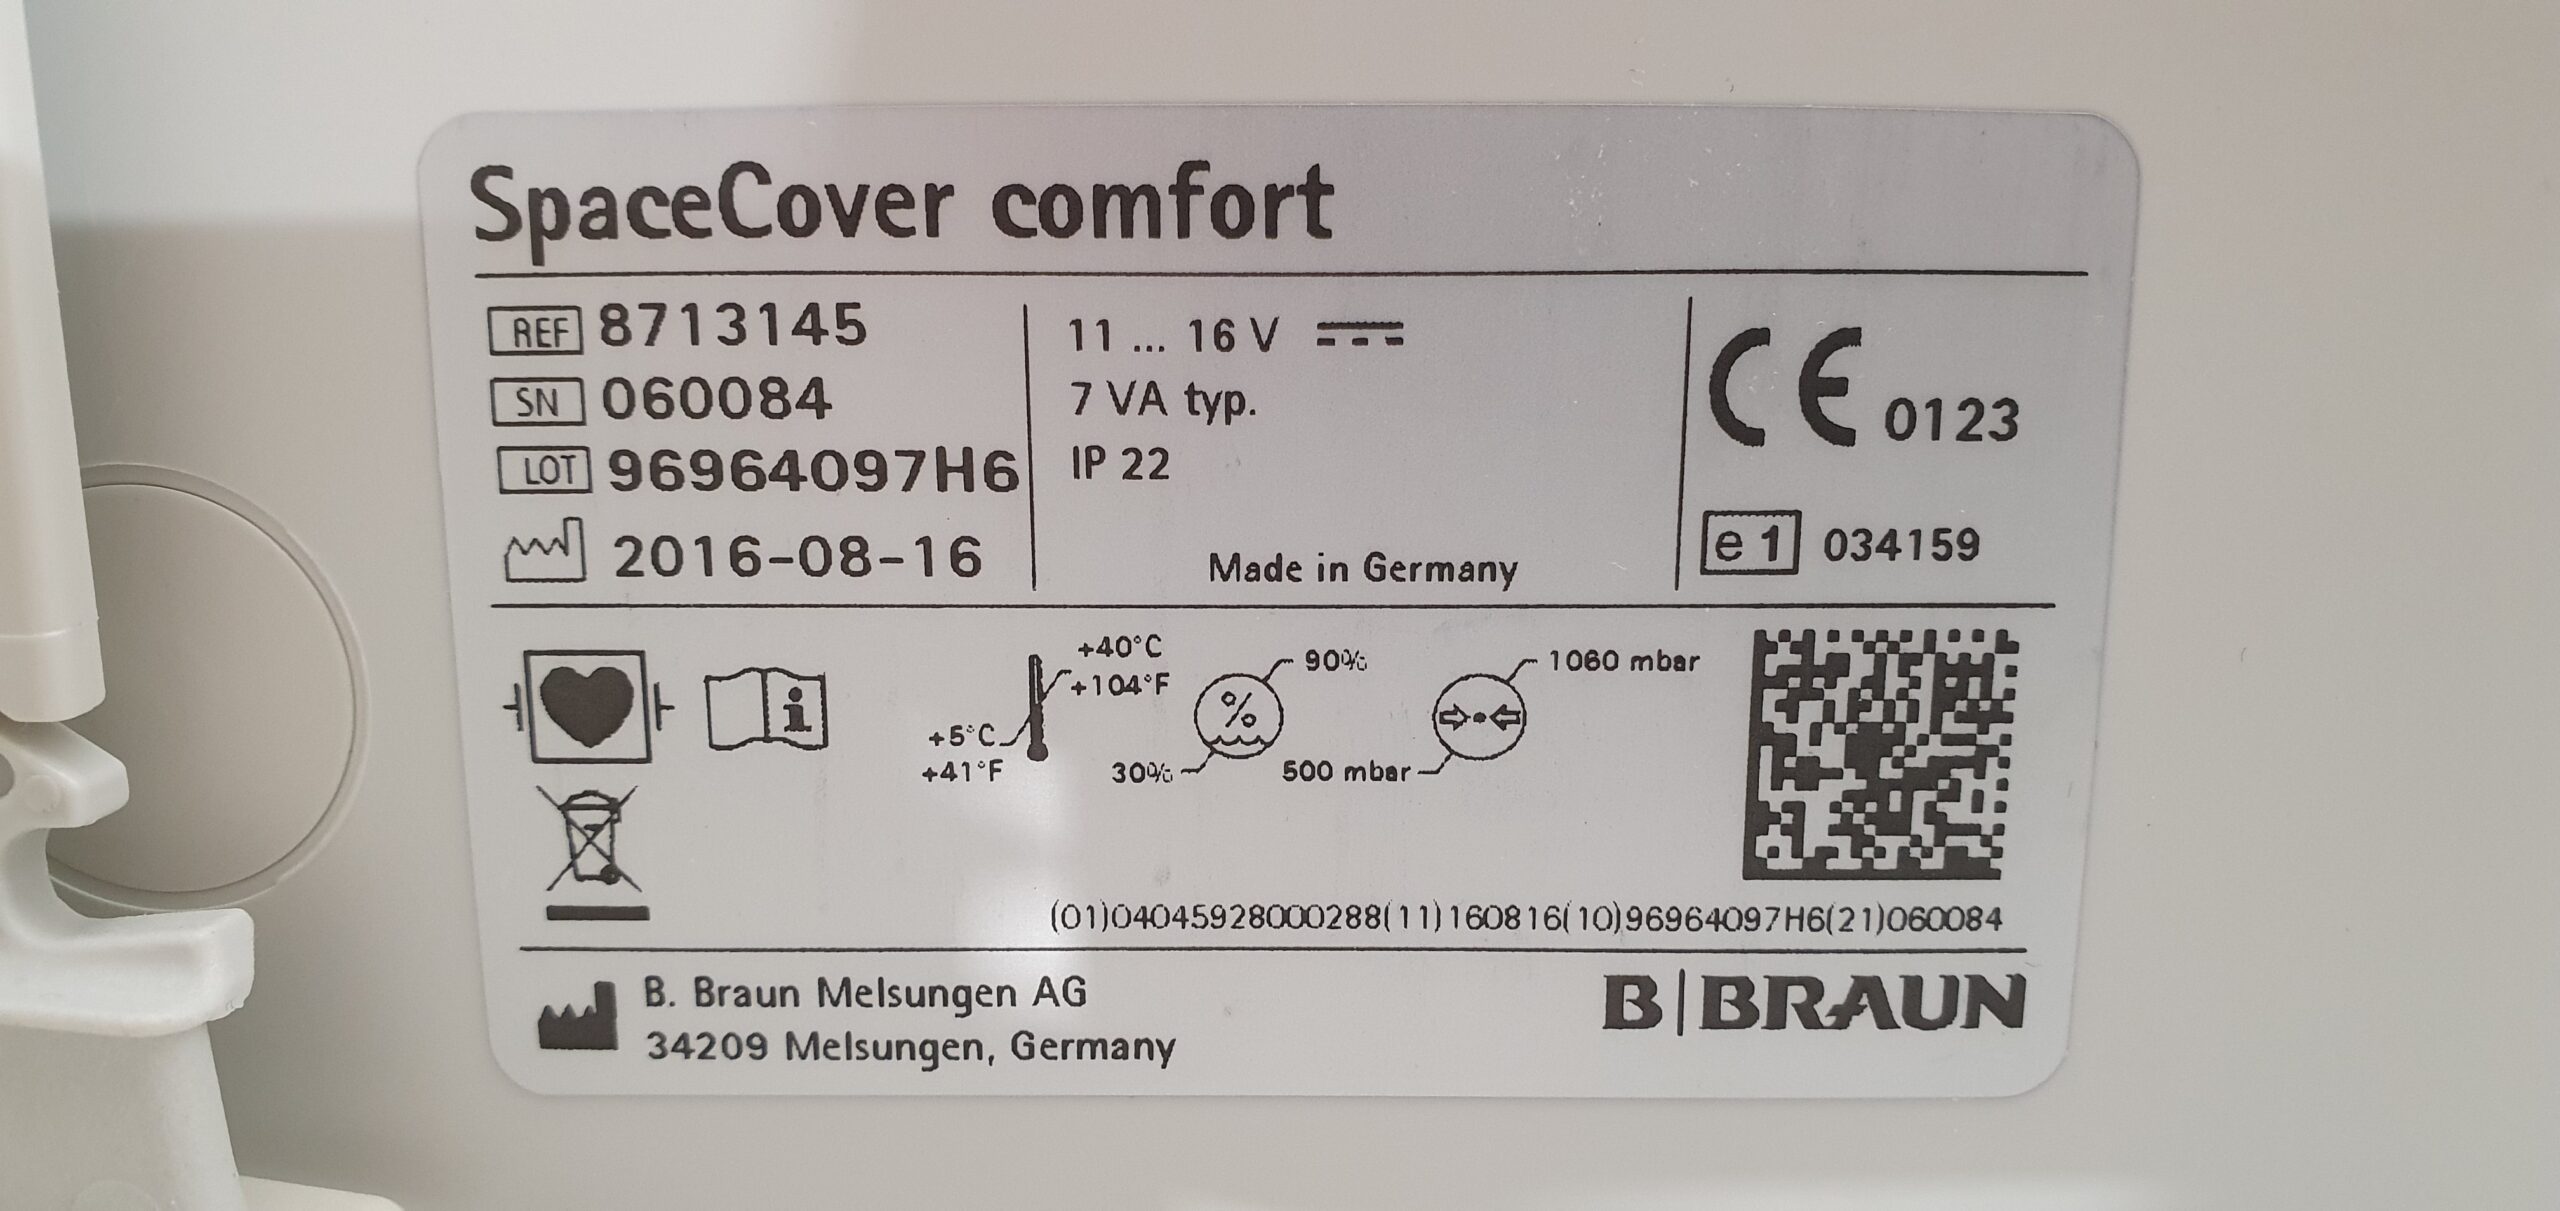 SpaceCover comfort
REF 8713145
SN 060084
LOT 96964097H6
2016-08-16
11 ... 16 V
7 VA typ.
IP 22
Made in Germany
CE 0123
e1 034159
+40°C
+104°F
+5°C
+41°F
%
90%
30%
1060 mbar
500 mbar
(01)04045928000288(11)160816(10)96964097H6(21)060084
B. Braun Melsungen AG
34209 Melsungen, Germany
B|BRAUN